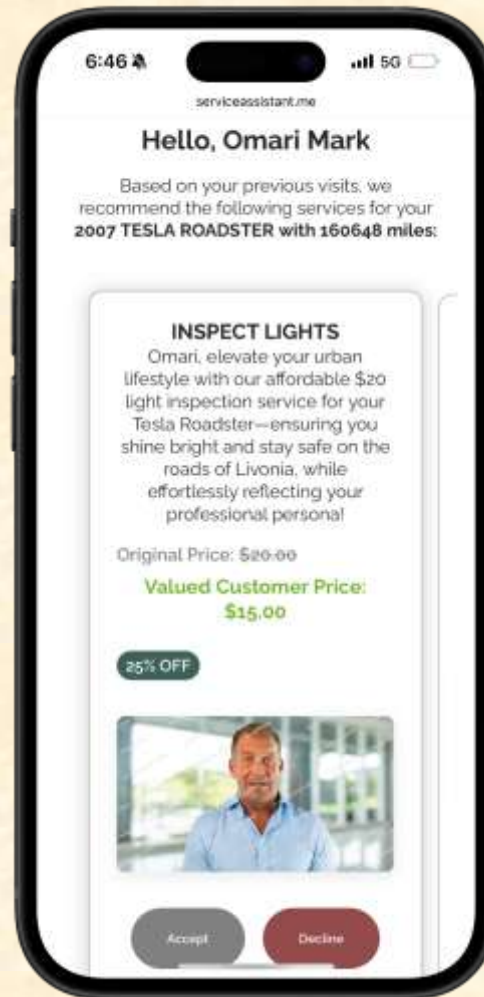 6:46
5G
serviceassistant.me
Hello, Omari Mark
Based on your previous visits, we
recommend the following services for your
2007 TESLA ROADSTER with 160648 miles:
INSPECT LIGHTS
Omari, elevate your urban
lifestyle with our affordable $20
light inspection service for your
Tesla Roadster—ensuring you
shine bright and stay safe on the
roads of Livonia, while
effortlessly reflecting your
professional persona!
Original Price: $20.00
Valued Customer Price:
$15.00
25% OFF
Accept
Decline